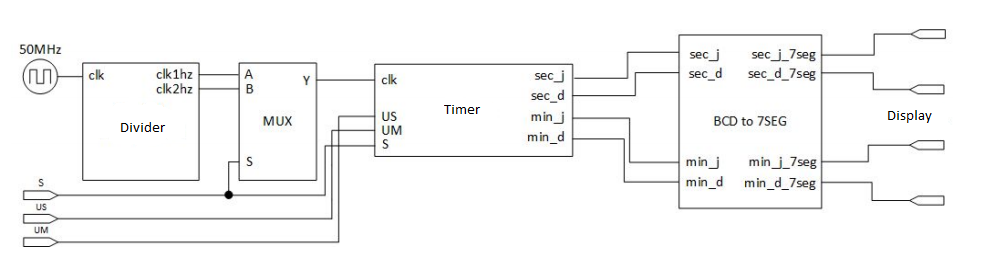 50MHz
clk
clk1hz
clk2hz
Divider
A
B
Y
MUX
S
clk
US
UM
S
Timer
sec_j
sec_d
min_j
min_d
sec_j
sec_d
min_j
min_d
BCD to 7SEG
sec_j_7seg
sec_d_7seg
min_j_7seg
min_d_7seg
Display
S
US
UM